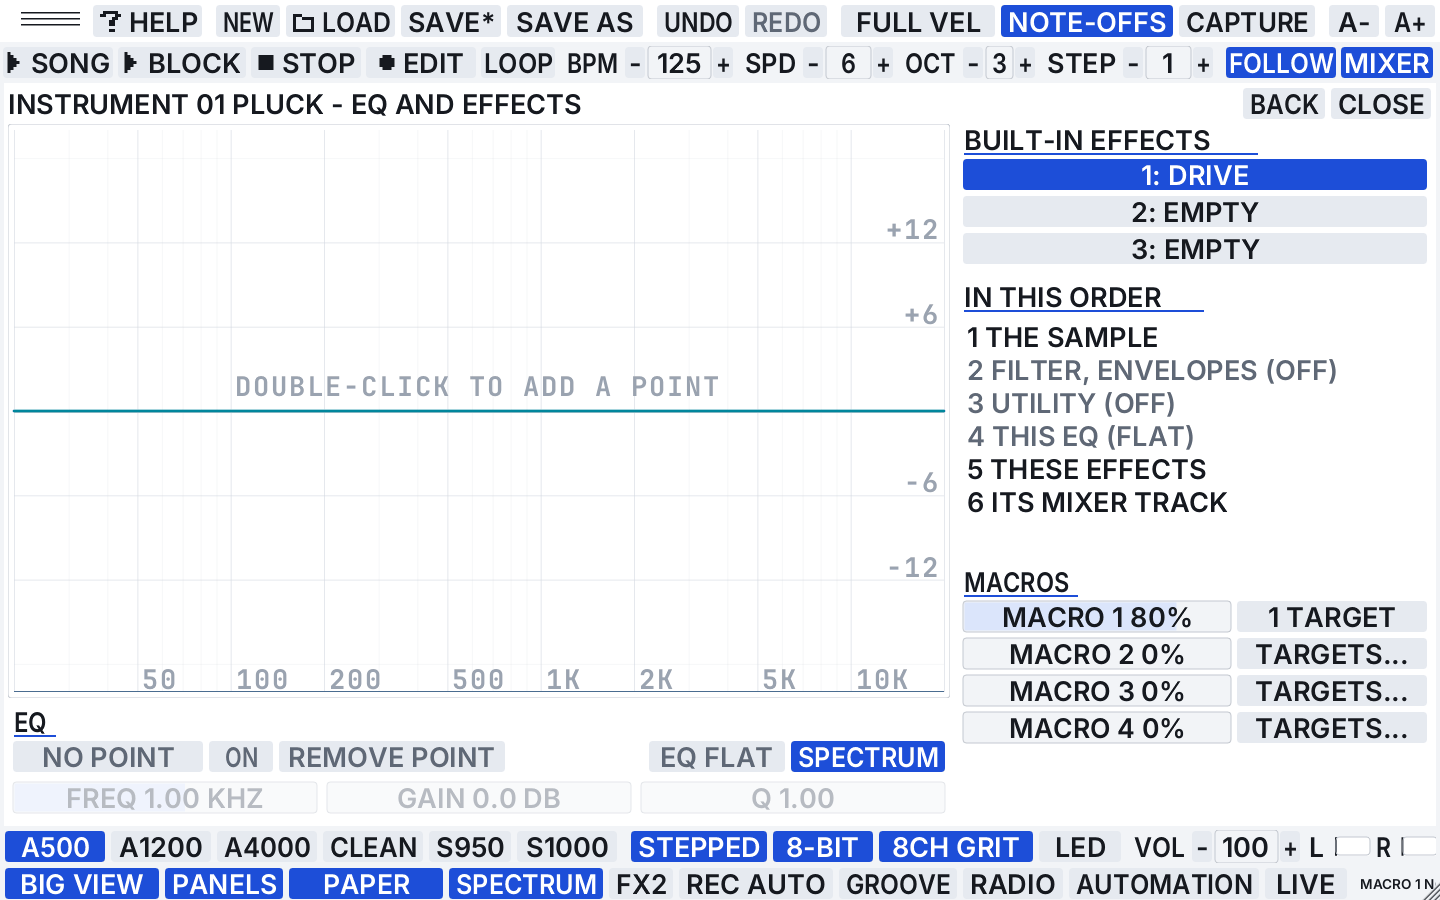 HELP NEW LOAD SAVE* SAVE AS UNDO REDO FULL VEL NOTE-OFFS CAPTURE A- A+
SONG BLOCK STOP EDIT LOOP BPM - 125 + SPD - 6 + OCT - 3 + STEP - 1 + FOLLOW MIXER
INSTRUMENT 01 PLUCK - EQ AND EFFECTS BACK CLOSE
BUILT-IN EFFECTS
1: DRIVE
2: EMPTY
3: EMPTY
IN THIS ORDER
1 THE SAMPLE
2 FILTER, ENVELOPES (OFF)
3 UTILITY (OFF)
4 THIS EQ (FLAT)
5 THESE EFFECTS
6 ITS MIXER TRACK
+12
+6
DOUBLE-CLICK TO ADD A POINT
-6
-12
50 100 200 500 1K 2K 5K 10K
MACROS
MACRO 1 80% 1 TARGET
MACRO 2 0% TARGETS...
MACRO 3 0% TARGETS...
MACRO 4 0% TARGETS...
EQ
NO POINT ON REMOVE POINT EQ FLAT SPECTRUM
FREQ 1.00 KHZ GAIN 0.0 DB Q 1.00
A500 A1200 A4000 CLEAN S950 S1000 STEPPED 8-BIT 8CH GRIT LED VOL - 100 + L R
BIG VIEW PANELS PAPER SPECTRUM FX2 REC AUTO GROOVE RADIO AUTOMATION LIVE MACRO 1 N